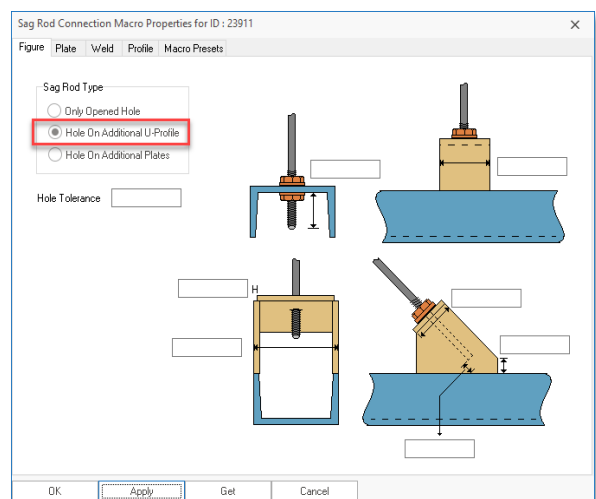 Sag Rod Connection Macro Properties for ID : 23911
Figure Plate Weld Profile Macro Presets
Sag Rod Type
Only Opened Hole
Hole On Additional U-Profile
Hole On Additional Plates
Hole Tolerance
H
OK Apply Get Cancel